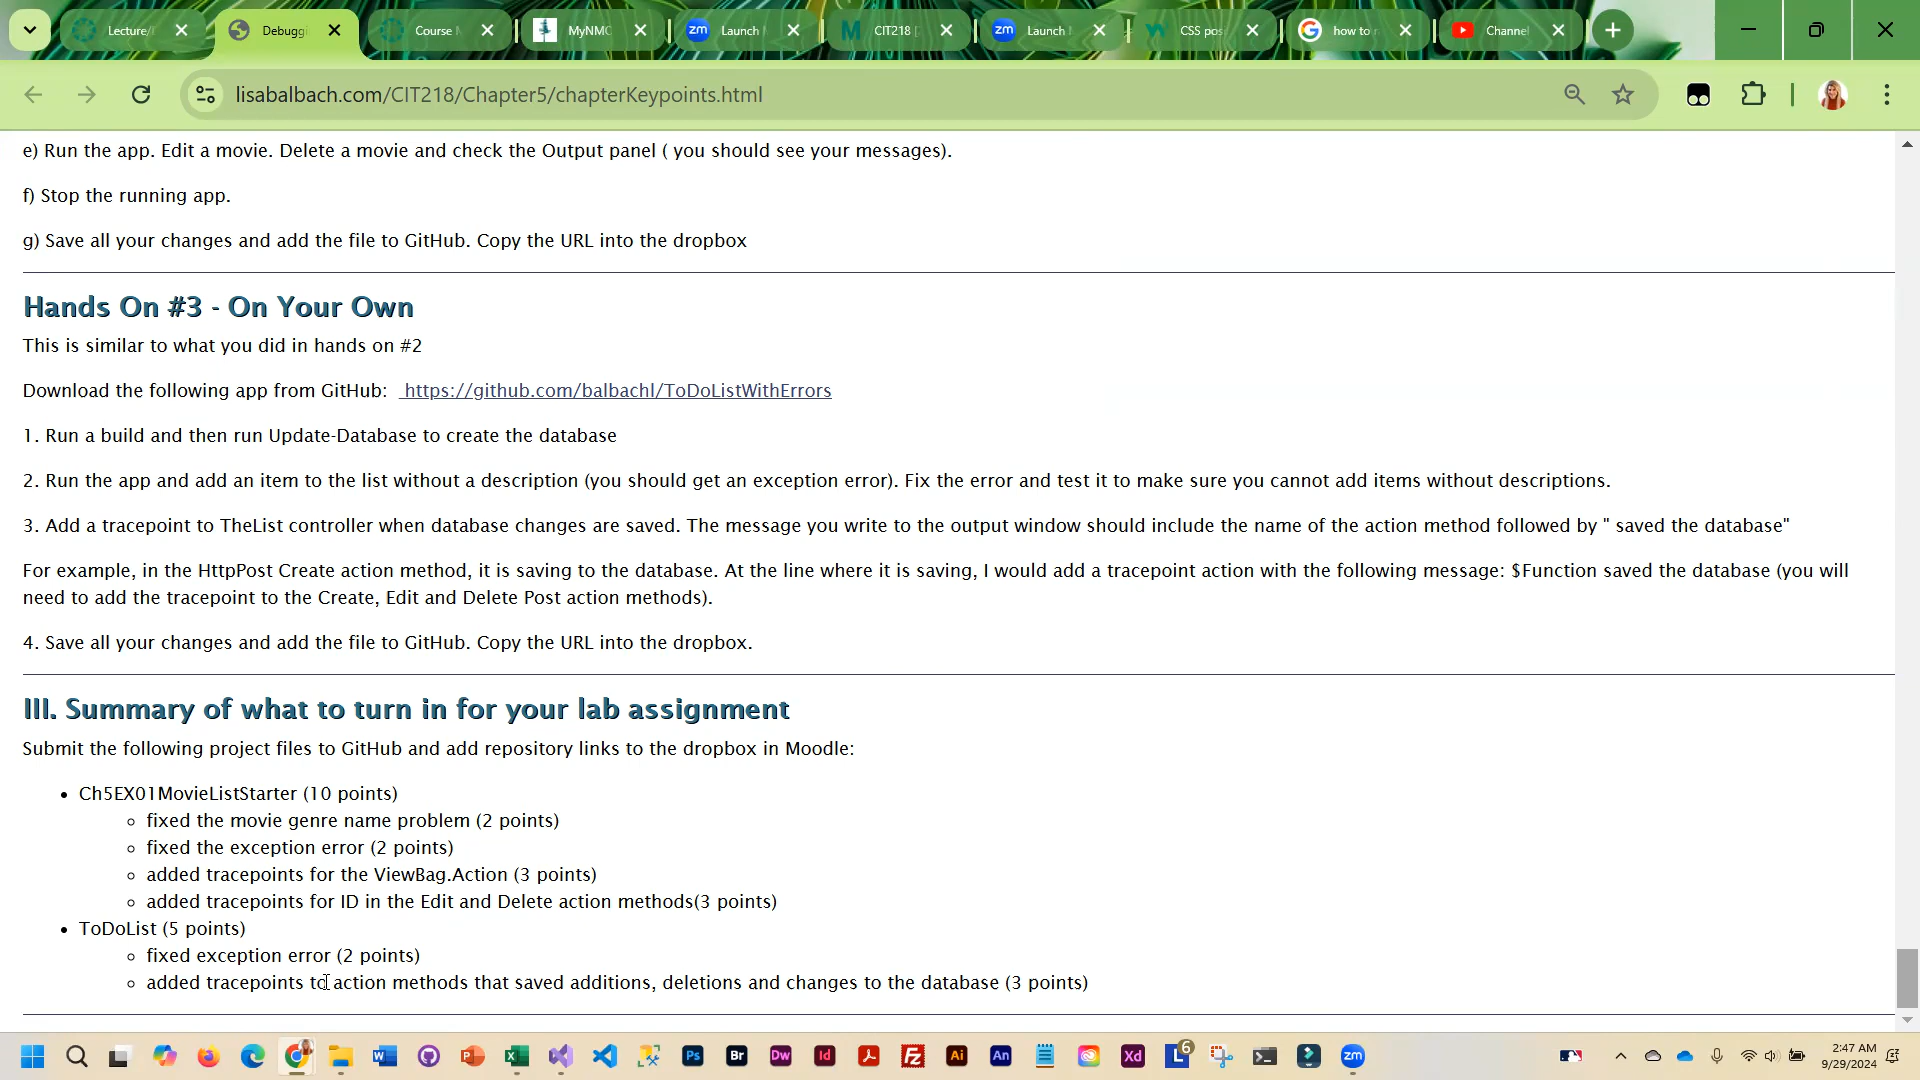 Lecture/
Debuggi
Course
MyNMC
Launch
CIT218 [
Launch
CSS pos
how to
Channel
lisabalbach.com/CIT218/Chapter5/chapterKeypoints.html
e) Run the app. Edit a movie. Delete a movie and check the Output panel ( you should see your messages).
f) Stop the running app.
g) Save all your changes and add the file to GitHub. Copy the URL into the dropbox
Hands On #3 - On Your Own
This is similar to what you did in hands on #2
Download the following app from GitHub: https://github.com/balbachl/ToDoListWithErrors
1. Run a build and then run Update-Database to create the database
2. Run the app and add an item to the list without a description (you should get an exception error). Fix the error and test it to make sure you cannot add items without descriptions.
3. Add a tracepoint to TheList controller when database changes are saved. The message you write to the output window should include the name of the action method followed by " saved the database"
For example, in the HttpPost Create action method, it is saving to the database. At the line where it is saving, I would add a tracepoint action with the following message: $Function saved the database (you will
need to add the tracepoint to the Create, Edit and Delete Post action methods).
4. Save all your changes and add the file to GitHub. Copy the URL into the dropbox.
III. Summary of what to turn in for your lab assignment
Submit the following project files to GitHub and add repository links to the dropbox in Moodle:
• Ch5EX01MovieListStarter (10 points)
◦ fixed the movie genre name problem (2 points)
◦ fixed the exception error (2 points)
◦ added tracepoints for the ViewBag.Action (3 points)
◦ added tracepoints for ID in the Edit and Delete action methods(3 points)
• ToDoList (5 points)
◦ fixed exception error (2 points)
◦ added tracepoints to action methods that saved additions, deletions and changes to the database (3 points)
2:47 AM
9/29/2024